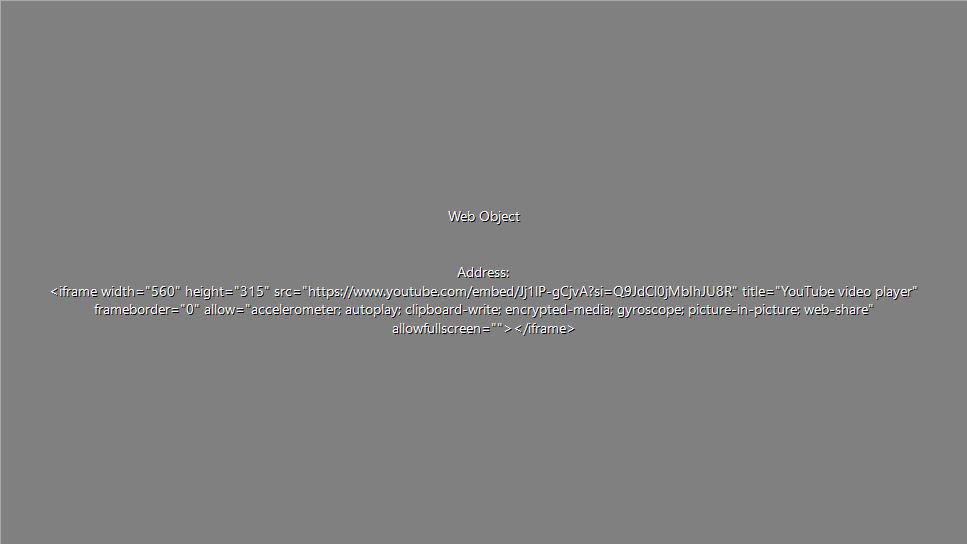 Web Object
Address:
<iframe width="560" height="315" src="https://www.youtube.com/embed/Jj1lP-gCjvA?si=Q9JdCl0jMbIhJU8R" title="YouTube video player"
frameborder="0" allow="accelerometer; autoplay; clipboard-write; encrypted-media; gyroscope; picture-in-picture; web-share"
allowfullscreen=""></iframe>